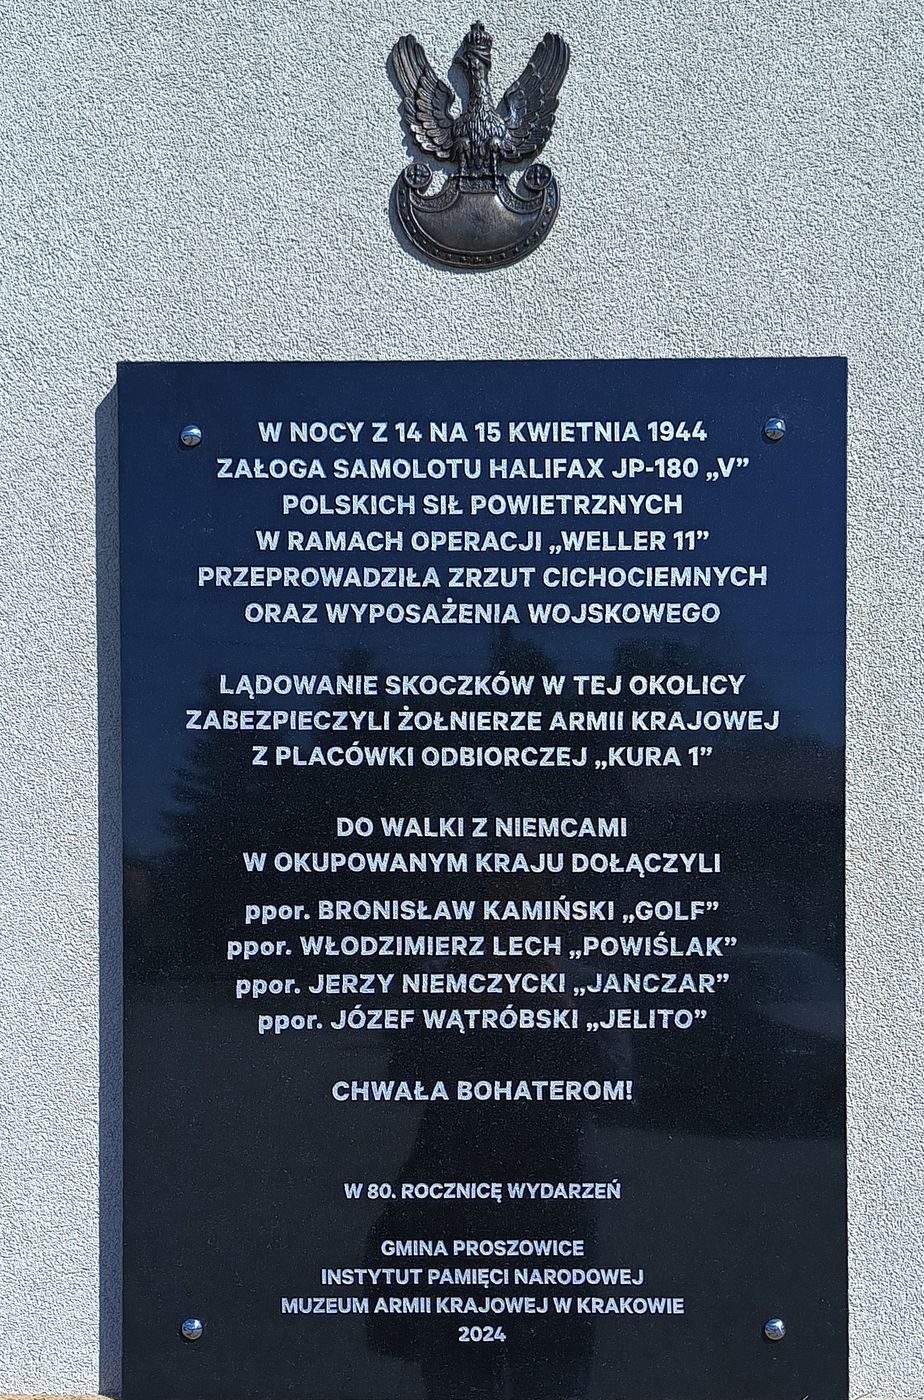 W NOCY Z 14 NA 15 KWIETNIA 1944
ZAŁOGA SAMOLOTU HALIFAX JP-180 „V”
POLSKICH SIŁ POWIETRZNYCH
W RAMACH OPERACJI „WELLER 11”
PRZEPROWADZIŁA ZRZUT CICHOCIEMNYCH
ORAZ WYPOSAŻENIA WOJSKOWEGO
LĄDOWANIE SKOCZKÓW W TEJ OKOLICY
ZABEZPIECZYLI ŻOŁNIERZE ARMII KRAJOWEJ
Z PLACÓWKI ODBIORCZEJ „KURA 1”
DO WALKI Z NIEMCAMI
W OKUPOWANYM KRAJU DOŁĄCZYLI
ppor. BRONISŁAW KAMIŃSKI „GOLF”
ppor. WŁODZIMIERZ LECH „POWIŚLAK”
ppor. JERZY NIEMCZYCKI „JANCZAR”
ppor. JÓZEF WĄTRÓBSKI „JELITO”
CHWAŁA BOHATEROM!
W 80. ROCZNICĘ WYDARZEŃ
GMINA PROSZOWICE
INSTYTUT PAMIĘCI NARODOWEJ
MUZEUM ARMII KRAJOWEJ W KRAKOWIE
2024